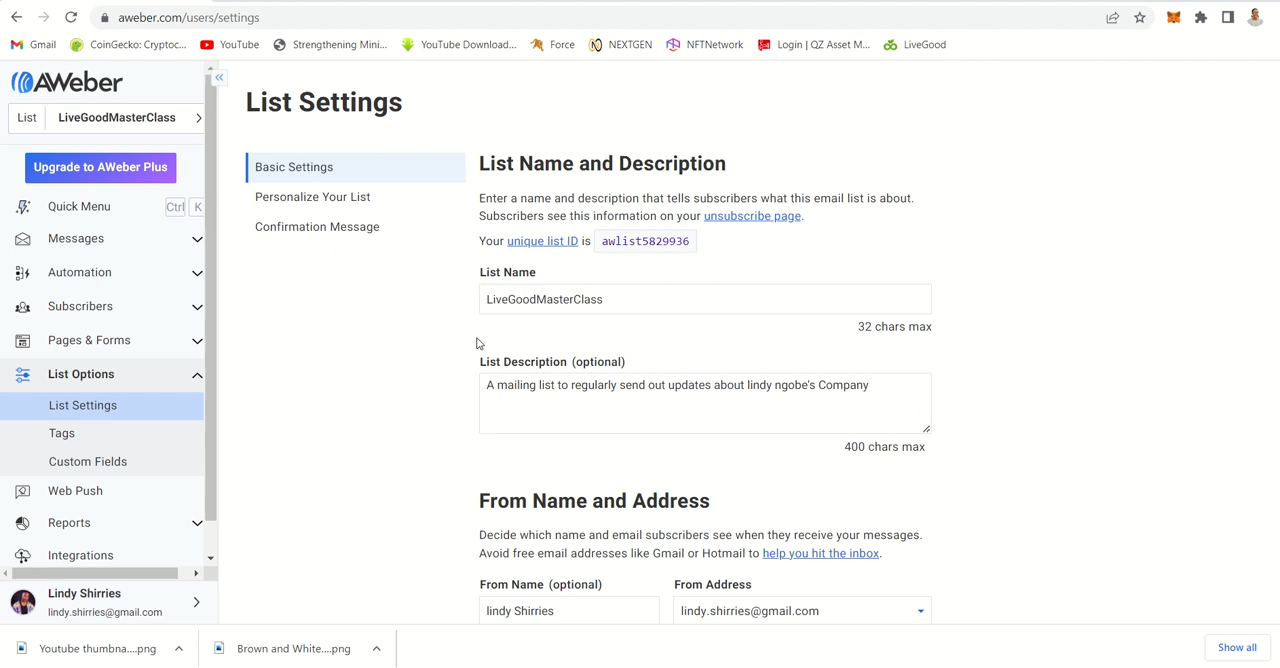 aweber.com/users/settings
Gmail
CoinGecko: Cryptoc...
YouTube
Strengthening Mini...
YouTube Download...
Force
NEXTGEN
NFTNetwork
Login | QZ Asset M...
LiveGood
AWeber
List LiveGoodMasterClass
Upgrade to AWeber Plus
Quick Menu Ctrl K
Messages
Automation
Subscribers
Pages & Forms
List Options
List Settings
Tags
Custom Fields
Web Push
Reports
Integrations
Lindy Shirries
lindy.shirries@gmail.com
List Settings
Basic Settings
Personalize Your List
Confirmation Message
List Name and Description
Enter a name and description that tells subscribers what this email list is about.
Subscribers see this information on your unsubscribe page.
Your unique list ID is awlist5829936
List Name
LiveGoodMasterClass
32 chars max
List Description (optional)
A mailing list to regularly send out updates about lindy ngobe's Company
400 chars max
From Name and Address
Decide which name and email subscribers see when they receive your messages.
Avoid free email addresses like Gmail or Hotmail to help you hit the inbox.
From Name (optional)
From Address
lindy Shirries
lindy.shirries@gmail.com
Youtube thumbna....png
Brown and White....png
Show all